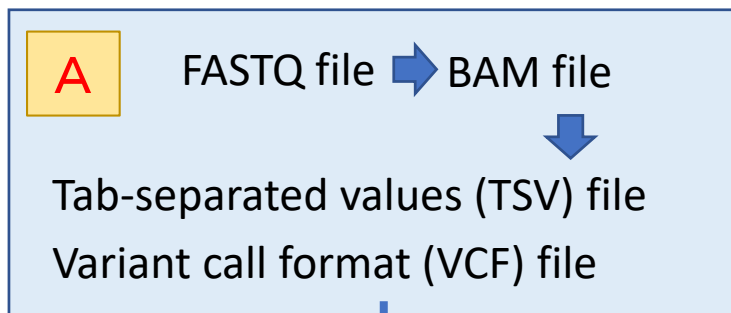 A
FASTQ file BAM file
Tab-separated values (TSV) file
Variant call format (VCF) file